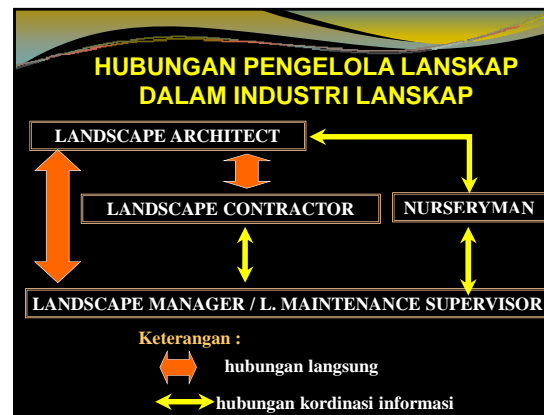 HUBUNGAN PENGELOLA LANSKAP
DALAM INDUSTRI LANSKAP
LANDSCAPE ARCHITECT
LANDSCAPE CONTRACTOR
NURSERYMAN
LANDSCAPE MANAGER / L. MAINTENANCE SUPERVISOR
Keterangan :
hubungan langsung
hubungan kordinasi informasi